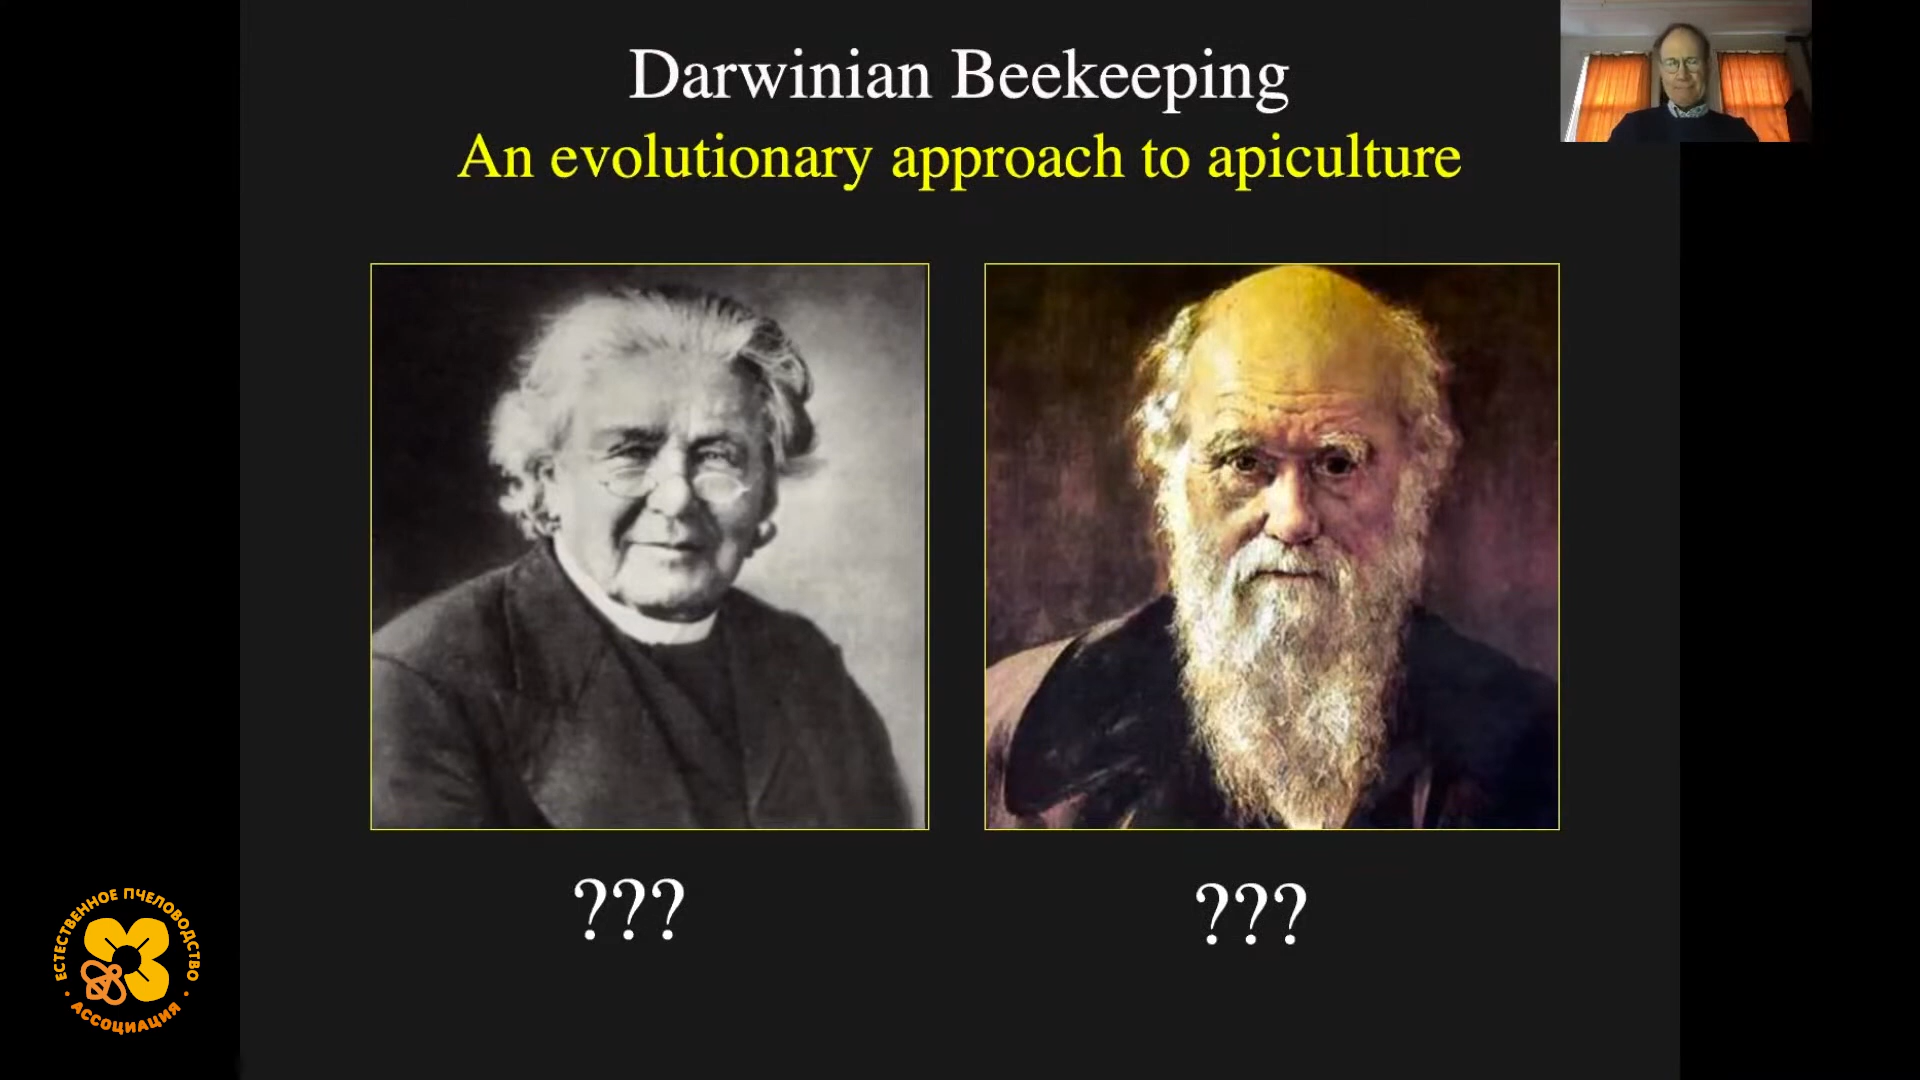 Darwinian Beekeeping
An evolutionary approach to apiculture
???
???
ЕСТЕСТВЕННОЕ ПЧЕЛОВОДСТВО
• АССОЦИАЦИЯ •